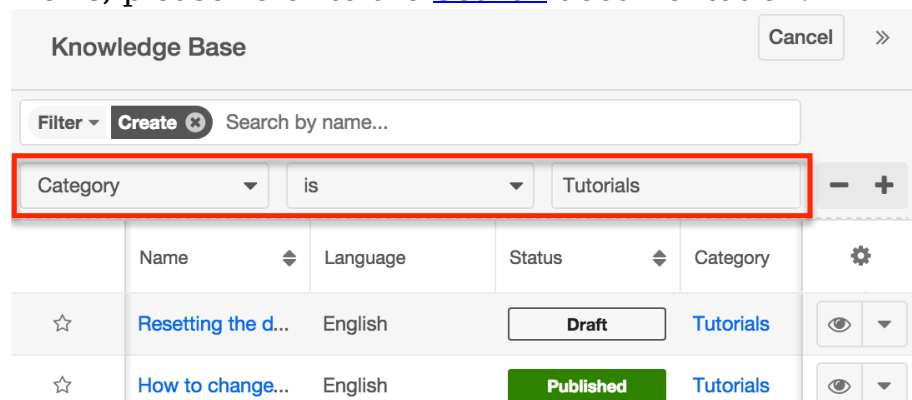 Knowledge Base Cancel »
Filter Create Search by name...
Category is Tutorials
Name Language Status Category
Resetting the d... English Draft Tutorials
How to change... English Published Tutorials